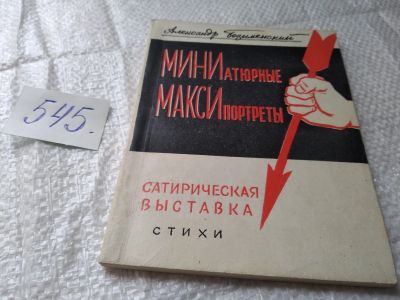 Александр Безыменский
МИНИАТЮРНЫЕ
МАКСИПОРТРЕТЫ
545.
САТИРИЧЕСКАЯ
ВЫСТАВКА
СТИХИ